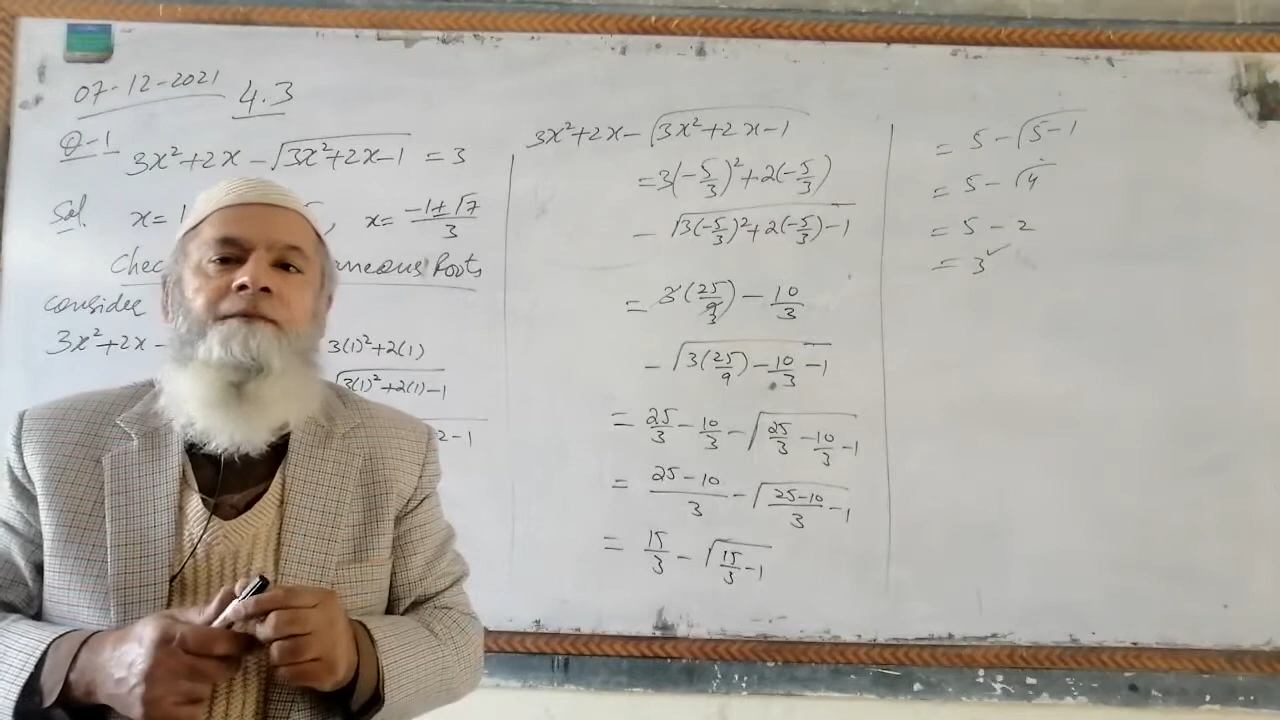 07-12-2021 4.3
Q-1 3x²+2x-√(3x²+2x-1) = 3
Sol. x=1 , x= (-1±√7)/3
Chec neous Roots
consider
3x²+2x- 3(1)²+2(1)
√(3(1)²+2(1)-1)
2-1
3x²+2x-√(3x²+2x-1)
=3(-5/3)²+2(-5/3)
-√(3(-5/3)²+2(-5/3)-1)
= 3(25/9) - 10/3
3
-√(3(25/9)-10/3-1)
= 25/3-10/3-√(25/3-10/3-1)
= (25-10)/3-√((25-10)/3-1)
= 15/3-√(15/3-1)
= 5-√(5-1)
= 5-√4
= 5-2
= 3✓